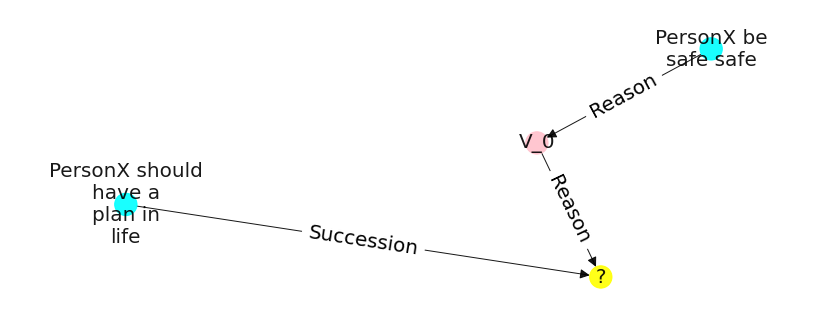 PersonX be
safe safe
Reason
V_0
PersonX should
have a
plan in
life
Reason
Succession
?